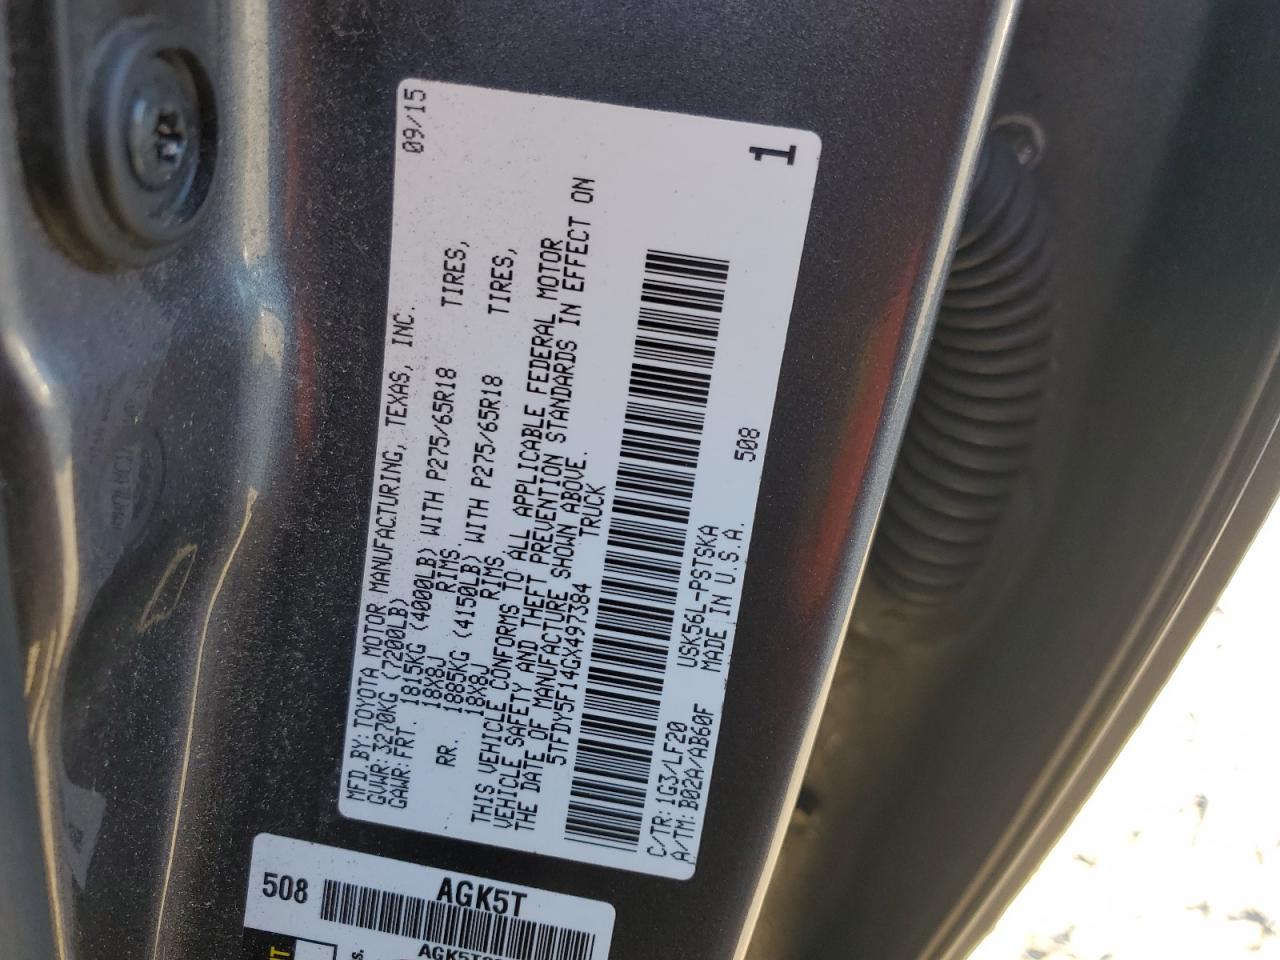 MFD.BY:TOYOTA MOTOR MANUFACTURING, TEXAS, INC. 09/15
GVWR:3270KG (7200LB)
GAWR:FRT. 1815KG (4000LB) WITH P275/65R18 TIRES,
18X8J RIMS
RR. 1885KG (4150LB) WITH P275/65R18 TIRES,
18X8J RIMS
THIS VEHICLE CONFORMS TO ALL APPLICABLE FEDERAL MOTOR
VEHICLE SAFETY AND THEFT PREVENTION STANDARDS IN EFFECT ON
THE DATE OF MANUFACTURE SHOWN ABOVE.
5TFDY5F14GX497384 TRUCK
C/TR:1G3/LF20 USK56L-PSTSKA 508
A/TM:B02A/AB60F MADE IN U.S.A.
1
508 AGK5T